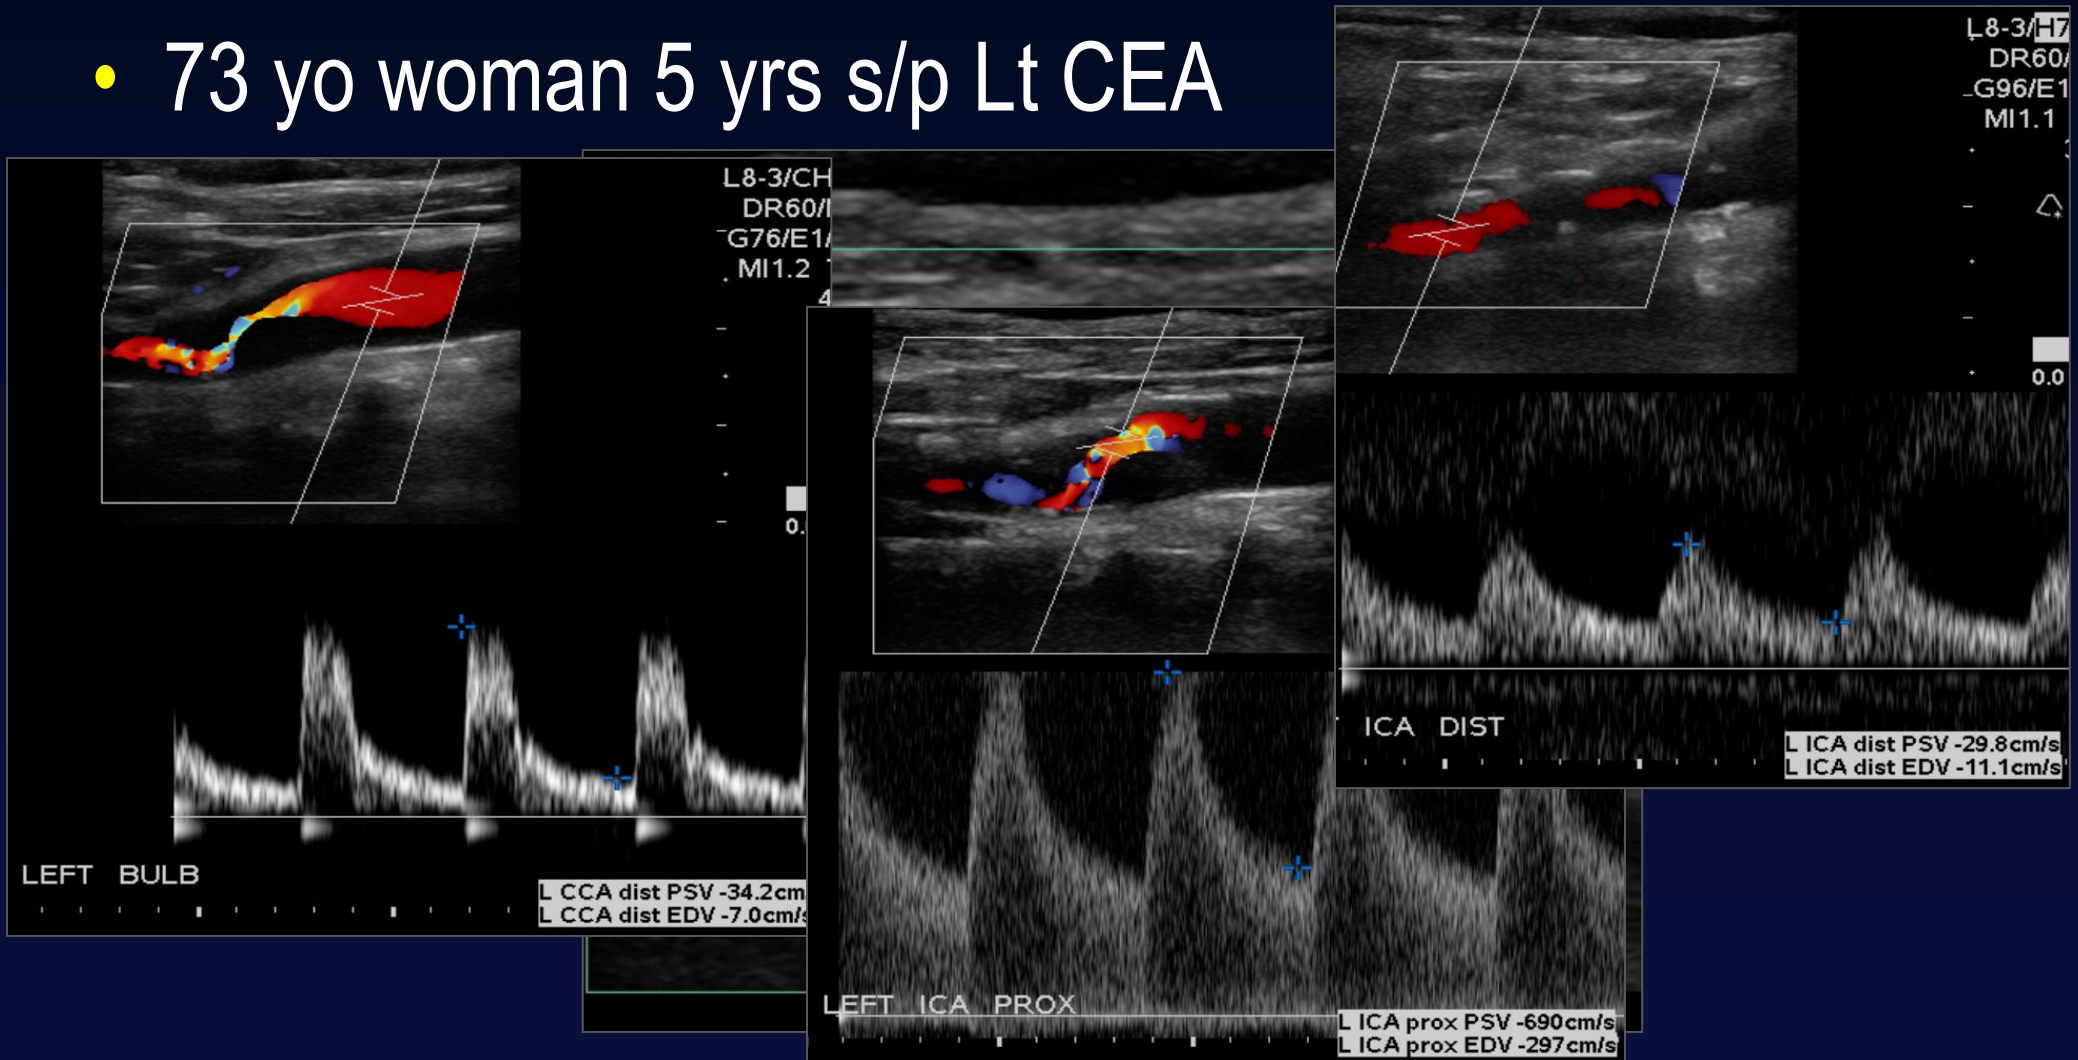 • 73 yo woman 5 yrs s/p Lt CEA
L8-3/CH
DR60/
G76/E1/
MI1.2
4
0.
LEFT BULB
L CCA dist PSV -34.2cm
L CCA dist EDV -7.0cm/s
LEFT ICA PROX
L ICA prox PSV -690cm/s
L ICA prox EDV -297cm/s
L8-3/H7
DR60/
G96/E1
MI1.1
0.0
ICA DIST
L ICA dist PSV -29.8cm/s
L ICA dist EDV -11.1cm/s